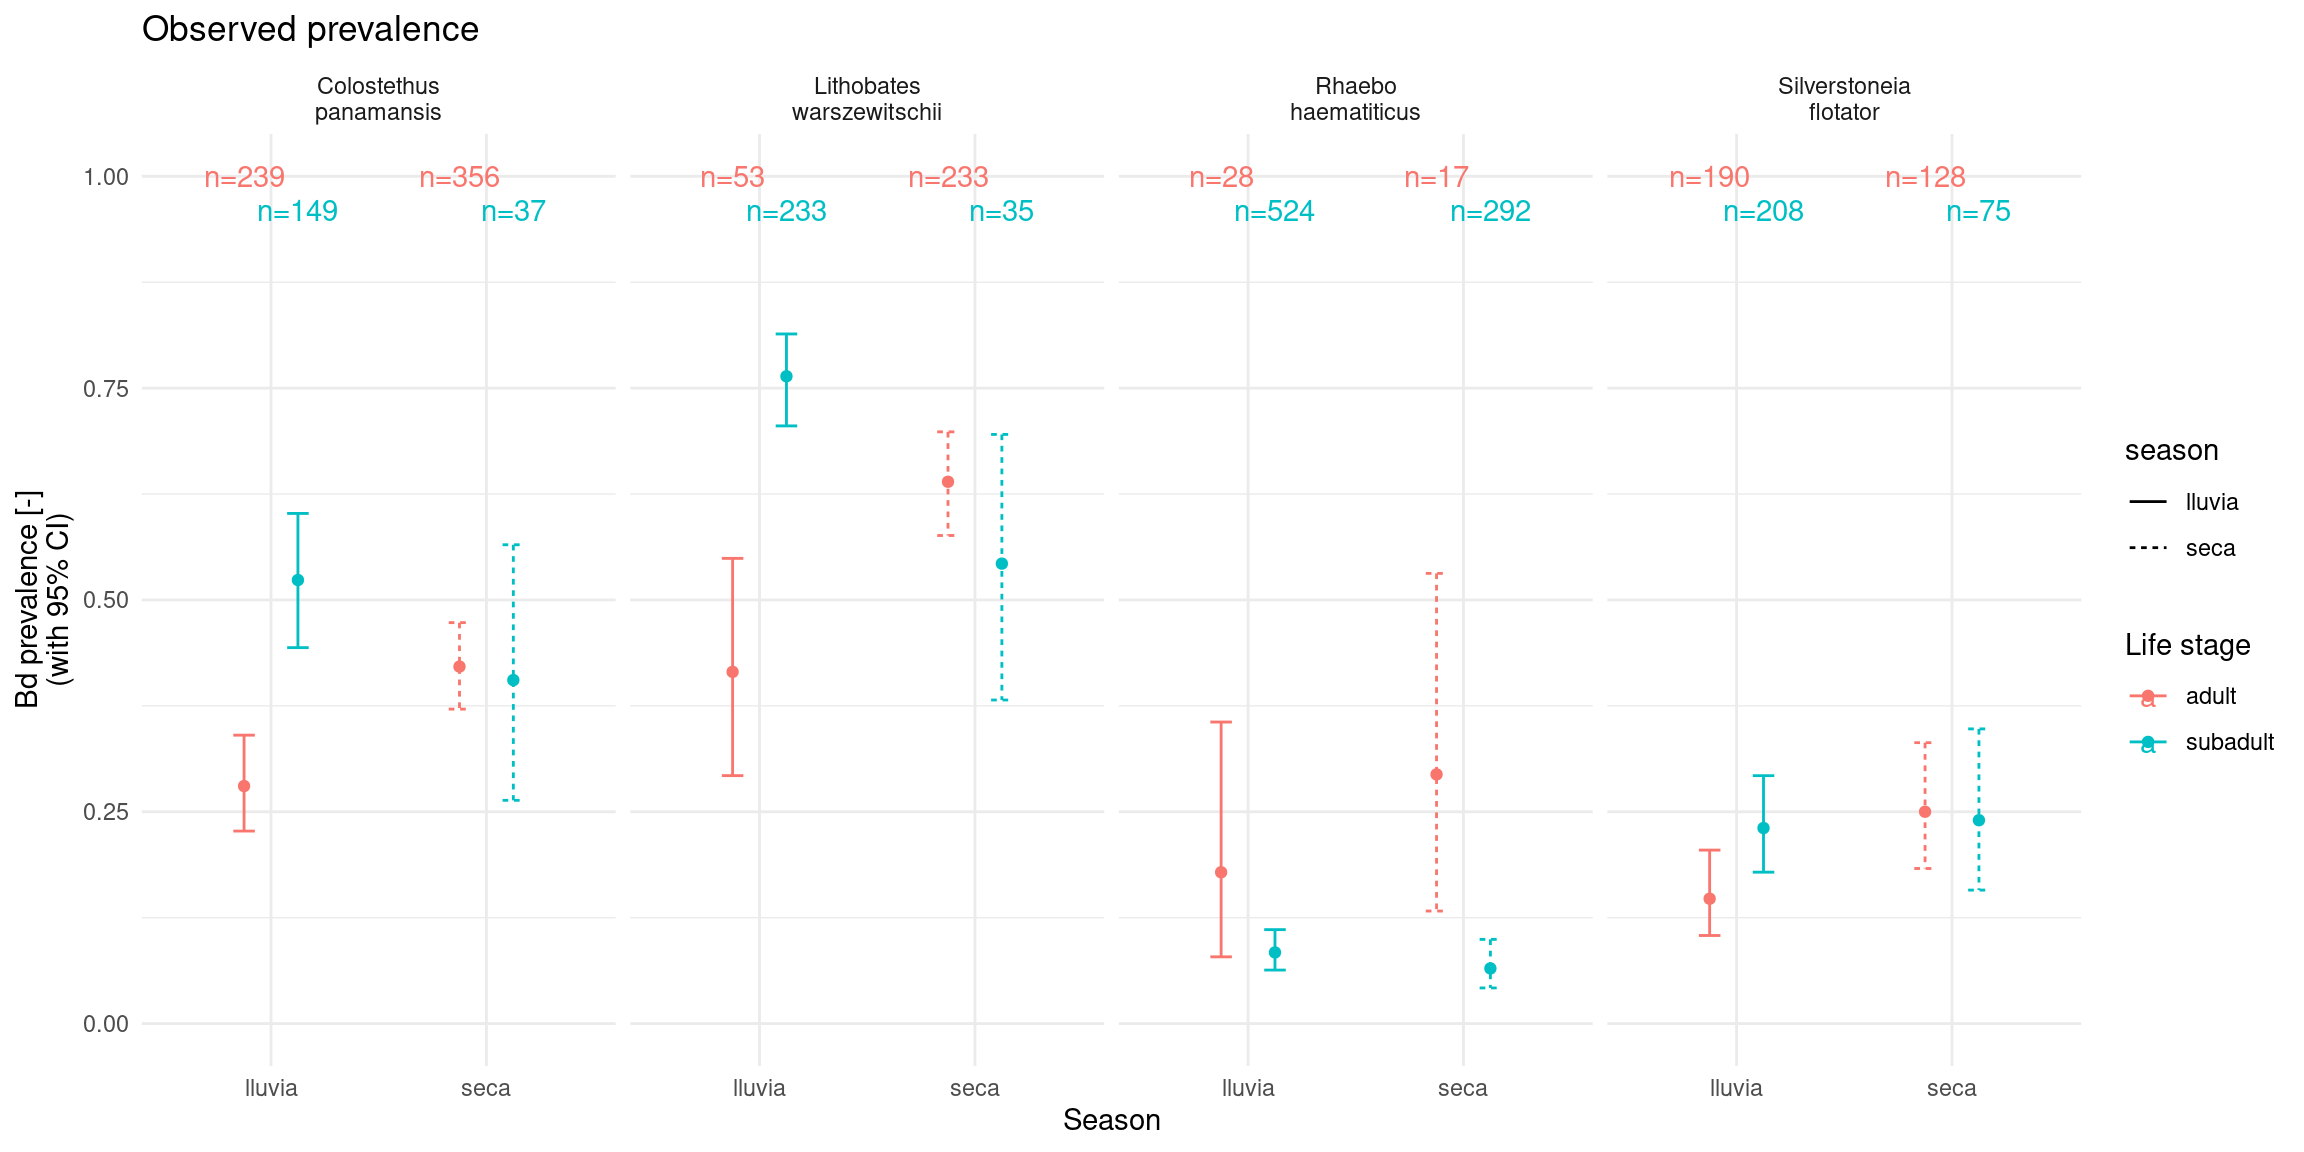 Observed prevalence
Colostethus
panamansis
Lithobates
warszewitschii
Rhaebo
haematiticus
Silverstoneia
flotator
n=239
n=356
n=53
n=233
n=28
n=17
n=190
n=128
n=149
n=37
n=233
n=35
n=524
n=292
n=208
n=75
1.00
0.75
0.50
0.25
0.00
Bd prevalence [-]
(with 95% CI)
lluvia
seca
lluvia
seca
lluvia
seca
lluvia
seca
Season
season
lluvia
seca
Life stage
a adult
a subadult